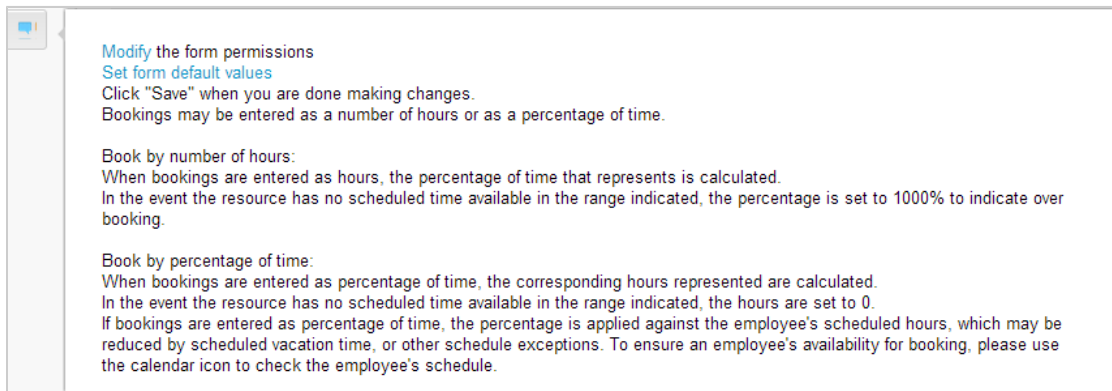 Modify the form permissions
Set form default values
Click "Save" when you are done making changes.
Bookings may be entered as a number of hours or as a percentage of time.
Book by number of hours:
When bookings are entered as hours, the percentage of time that represents is calculated.
In the event the resource has no scheduled time available in the range indicated, the percentage is set to 1000% to indicate over
booking.
Book by percentage of time:
When bookings are entered as percentage of time, the corresponding hours represented are calculated.
In the event the resource has no scheduled time available in the range indicated, the hours are set to 0.
If bookings are entered as percentage of time, the percentage is applied against the employee's scheduled hours, which may be
reduced by scheduled vacation time, or other schedule exceptions. To ensure an employee's availability for booking, please use
the calendar icon to check the employee's schedule.